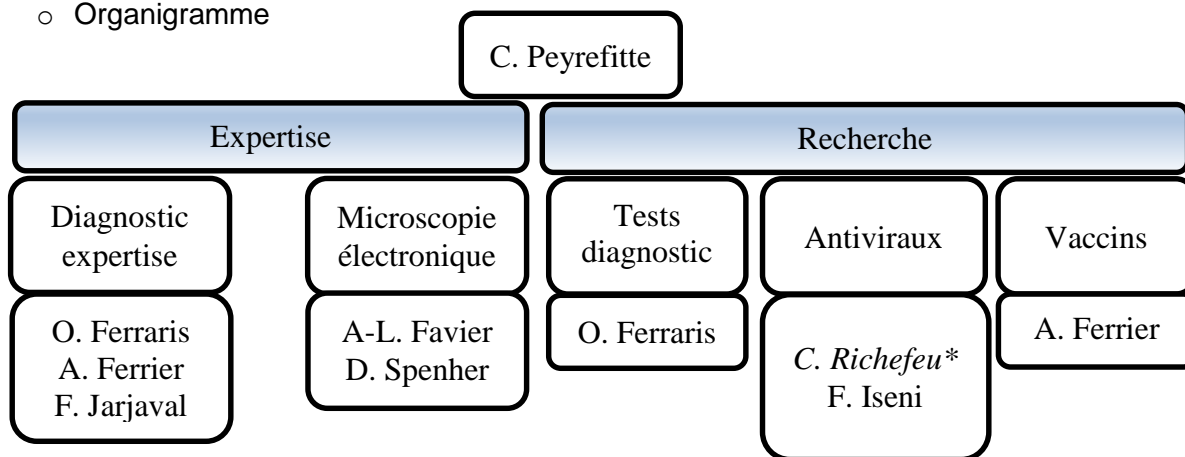 o Organigramme
C. Peyrefitte
Expertise
Recherche
Diagnostic
expertise
Microscopie
électronique
Tests
diagnostic
Antiviraux
Vaccins
O. Ferraris
A. Ferrier
F. Jarjaval
A-L. Favier
D. Spenher
O. Ferraris
C. Richefeu*
F. Iseni
A. Ferrier